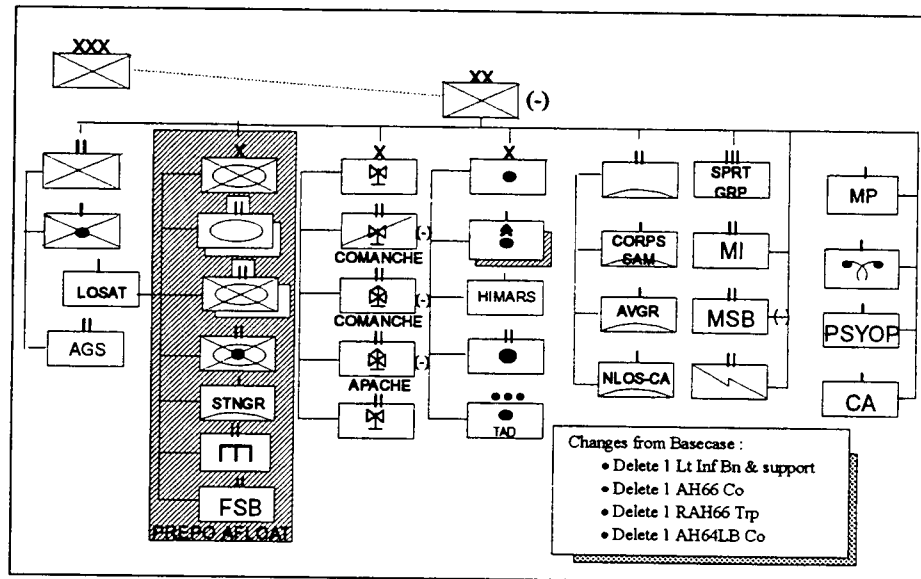 XXX
XX
(-)
II
I
LOSAT
I
AGS
II
X
II
II
II
STNGR
I
II
FSB
II
PREPO AFLOAT
X
II
(-)
COMANCHE
II
(-)
COMANCHE
II
(-)
APACHE
II
X
I
HIMARS
I
II
TAD
II
CORPS
SAM
I
AVGR
I
NLOS-CA
I
III
SPRT
GRP
II
MI
II
MSB
II
I
MP
I
PSYOP
I
CA
I
Changes from Basecase :
● Delete 1 Lt Inf Bn & support
● Delete 1 AH66 Co
● Delete 1 RAH66 Trp
● Delete 1 AH64LB Co